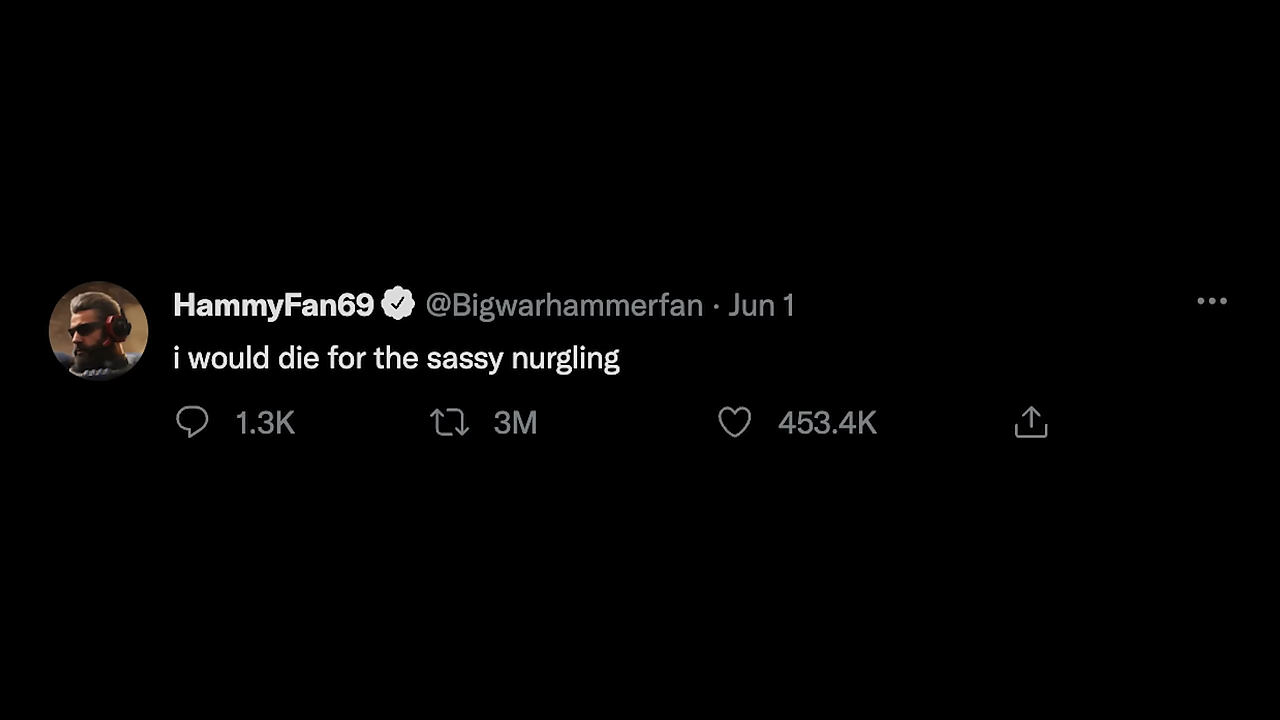 HammyFan69 @Bigwarhammerfan · Jun 1
i would die for the sassy nurgling
1.3K 3M 453.4K